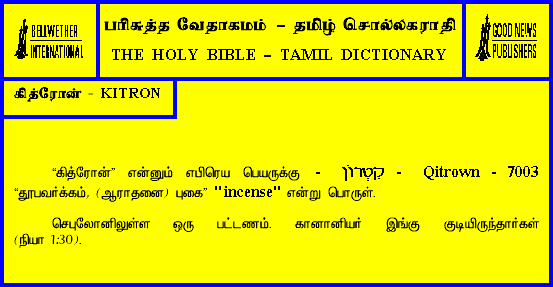 BELLWETHER
INTERNATIONAL
பரிசுத்த வேதாகமம் – தமிழ் சொல்லகராதி
THE HOLY BIBLE – TAMIL DICTIONARY
GOOD NEWS
PUBLISHERS
கித்ரோன் - KITRON
“கித்ரோன்” என்னும் எபிரெய பெயருக்கு - קִטְרוֹן - Qitrown - 7003
“தூபவர்க்கம், (ஆராதனை) புகை” "incense" என்று பொருள்.
செபுலோனிலுள்ள ஒரு பட்டணம். கானானியர் இங்கு குடியிருந்தார்கள்
(நியா 1:30).